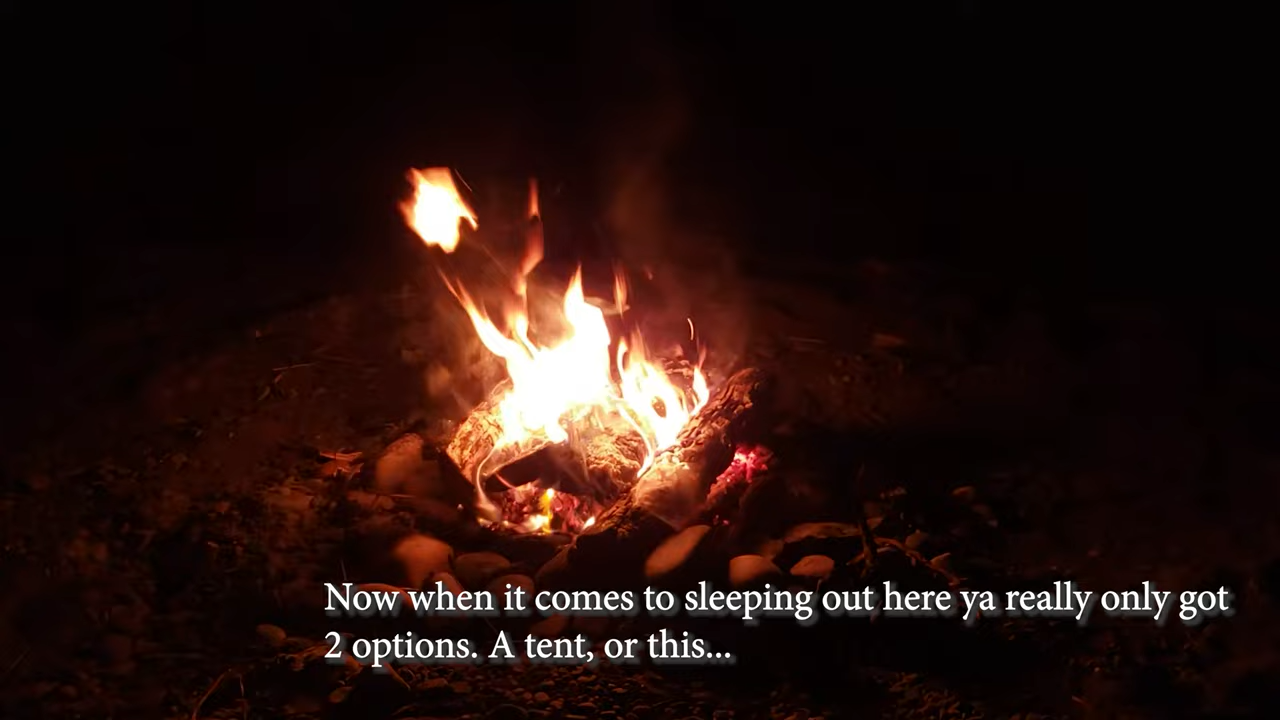 Now when it comes to sleeping out here ya really only got
2 options. A tent, or this...